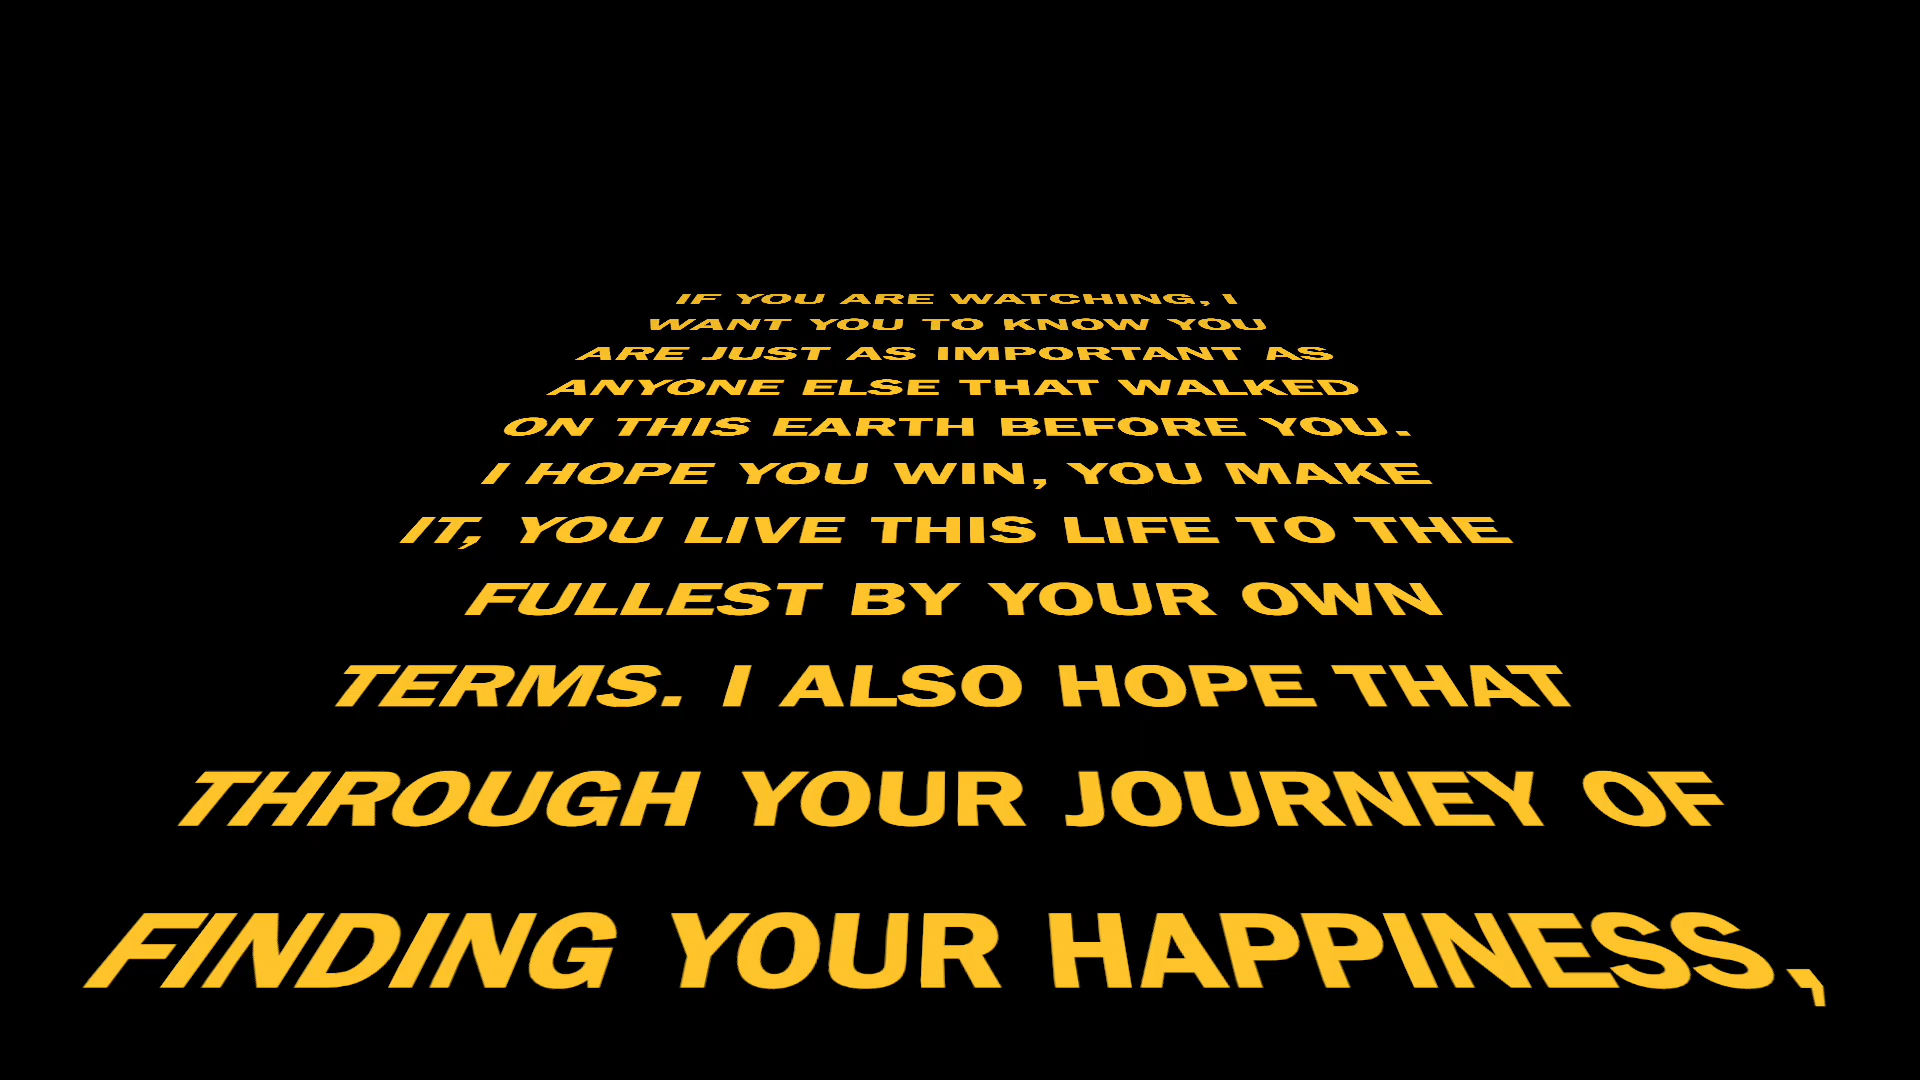 IF YOU ARE WATCHING, I
WANT YOU TO KNOW YOU
ARE JUST AS IMPORTANT AS
ANYONE ELSE THAT WALKED
ON THIS EARTH BEFORE YOU.
I HOPE YOU WIN, YOU MAKE
IT, YOU LIVE THIS LIFE TO THE
FULLEST BY YOUR OWN
TERMS. I ALSO HOPE THAT
THROUGH YOUR JOURNEY OF
FINDING YOUR HAPPINESS,